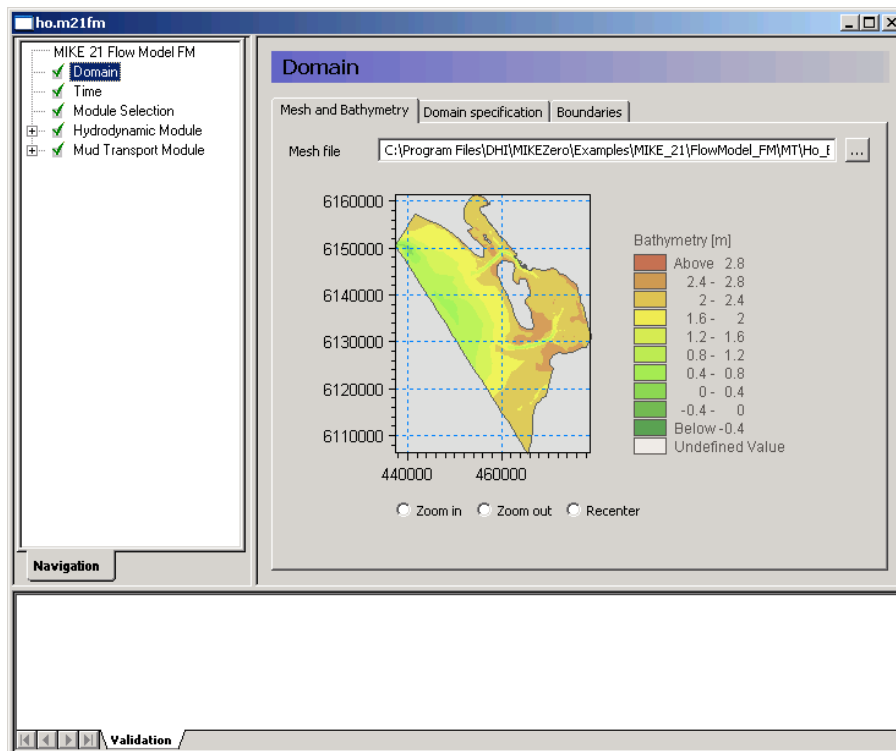 ho.m21fm
MIKE 21 Flow Model FM
Domain
Time
Module Selection
Hydrodynamic Module
Mud Transport Module
Navigation
Domain
Mesh and Bathymetry
Domain specification
Boundaries
Mesh file
C:\Program Files\DHI\MIKEZero\Examples\MIKE_21\FlowModel_FM\MT\Ho_
...
6160000
6150000
6140000
6130000
6120000
6110000
440000 460000
Bathymetry [m]
Above 2.8
2.4 - 2.8
2 - 2.4
1.6 - 2
1.2 - 1.6
0.8 - 1.2
0.4 - 0.8
0 - 0.4
-0.4 - 0
Below -0.4
Undefined Value
Zoom in Zoom out Recenter
Validation